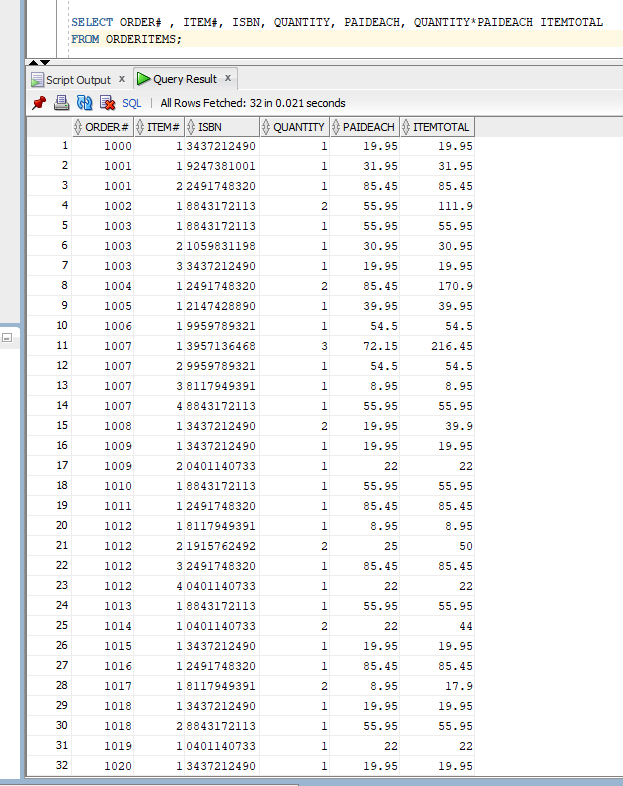 SELECT ORDER# , ITEM#, ISBN, QUANTITY, PAIDEACH, QUANTITY*PAIDEACH ITEMTOTAL
FROM ORDERITEMS;
Script Output x Query Result x
SQL | All Rows Fetched: 32 in 0.021 seconds
ORDER# ITEM# ISBN QUANTITY PAIDEACH ITEMTOTAL
1 1000 1 3437212490 1 19.95 19.95
2 1001 1 9247381001 1 31.95 31.95
3 1001 2 2491748320 1 85.45 85.45
4 1002 1 8843172113 2 55.95 111.9
5 1003 1 8843172113 1 55.95 55.95
6 1003 2 1059831198 1 30.95 30.95
7 1003 3 3437212490 1 19.95 19.95
8 1004 1 2491748320 2 85.45 170.9
9 1005 1 2147428890 1 39.95 39.95
10 1006 1 9959789321 1 54.5 54.5
11 1007 1 3957136468 3 72.15 216.45
12 1007 2 9959789321 1 54.5 54.5
13 1007 3 8117949391 1 8.95 8.95
14 1007 4 8843172113 1 55.95 55.95
15 1008 1 3437212490 2 19.95 39.9
16 1009 1 3437212490 1 19.95 19.95
17 1009 2 0401140733 1 22 22
18 1010 1 8843172113 1 55.95 55.95
19 1011 1 2491748320 1 85.45 85.45
20 1012 1 8117949391 1 8.95 8.95
21 1012 2 1915762492 2 25 50
22 1012 3 2491748320 1 85.45 85.45
23 1012 4 0401140733 1 22 22
24 1013 1 8843172113 1 55.95 55.95
25 1014 1 0401140733 2 22 44
26 1015 1 3437212490 1 19.95 19.95
27 1016 1 2491748320 1 85.45 85.45
28 1017 1 8117949391 2 8.95 17.9
29 1018 1 3437212490 1 19.95 19.95
30 1018 2 8843172113 1 55.95 55.95
31 1019 1 0401140733 1 22 22
32 1020 1 3437212490 1 19.95 19.95